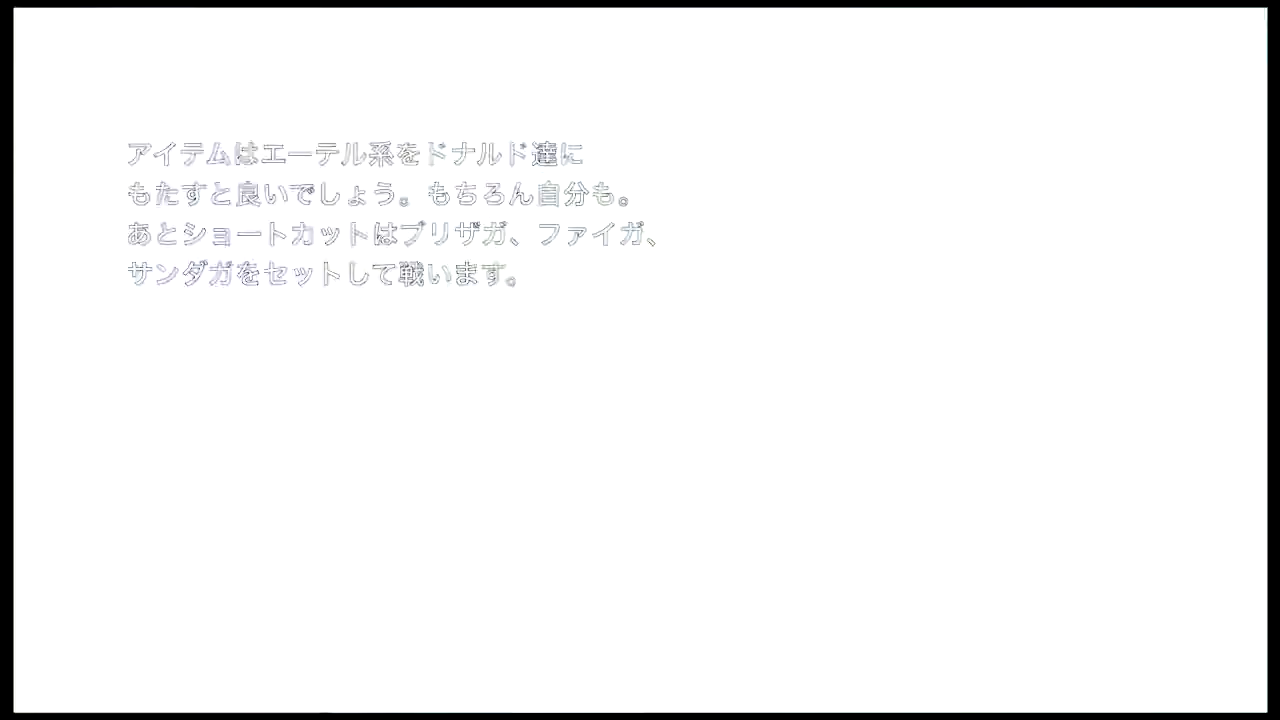 アイテムはエーテル系をドナルド達に
もたすと良いでしょう。もちろん自分も。
あとショートカットはブリザガ、ファイガ、
サンダガをセットして戦います。